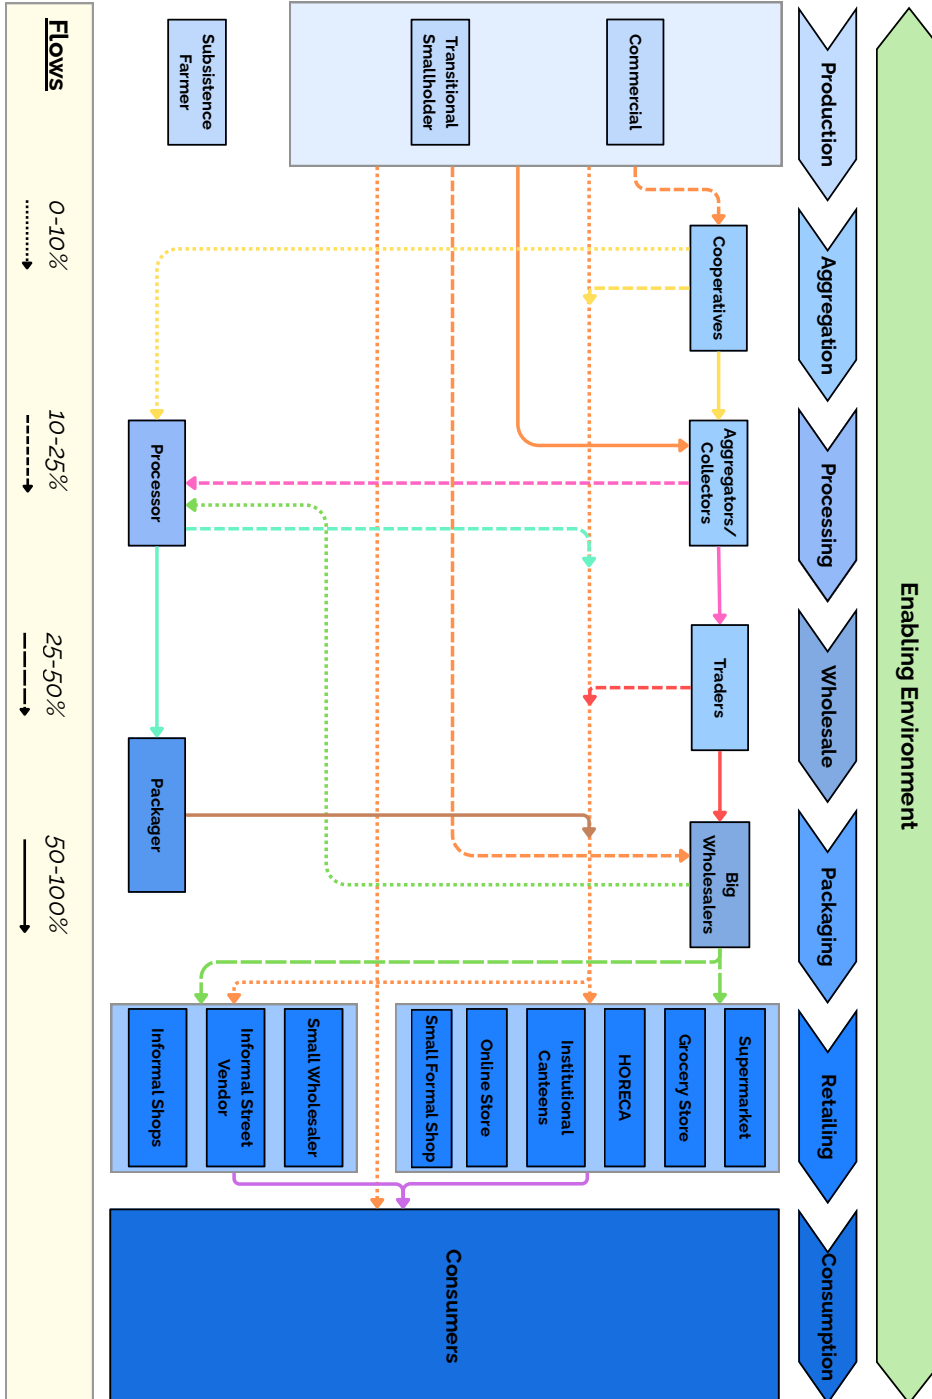 Enabling Environment
Production
Aggregation
Processing
Wholesale
Packaging
Retailing
Consumption
Commercial
Transitional
Smallholder
Subsistence
Farmer
Cooperatives
Aggregators/
Collectors
Traders
Big
Wholesalers
Processor
Packager
Supermarket
Grocery Store
HORECA
Institutional
Canteens
Online Store
Small Formal Shop
Small Wholesaler
Informal Street
Vendor
Informal Shops
Consumers
Flows
0-10%
10-25%
25-50%
50-100%